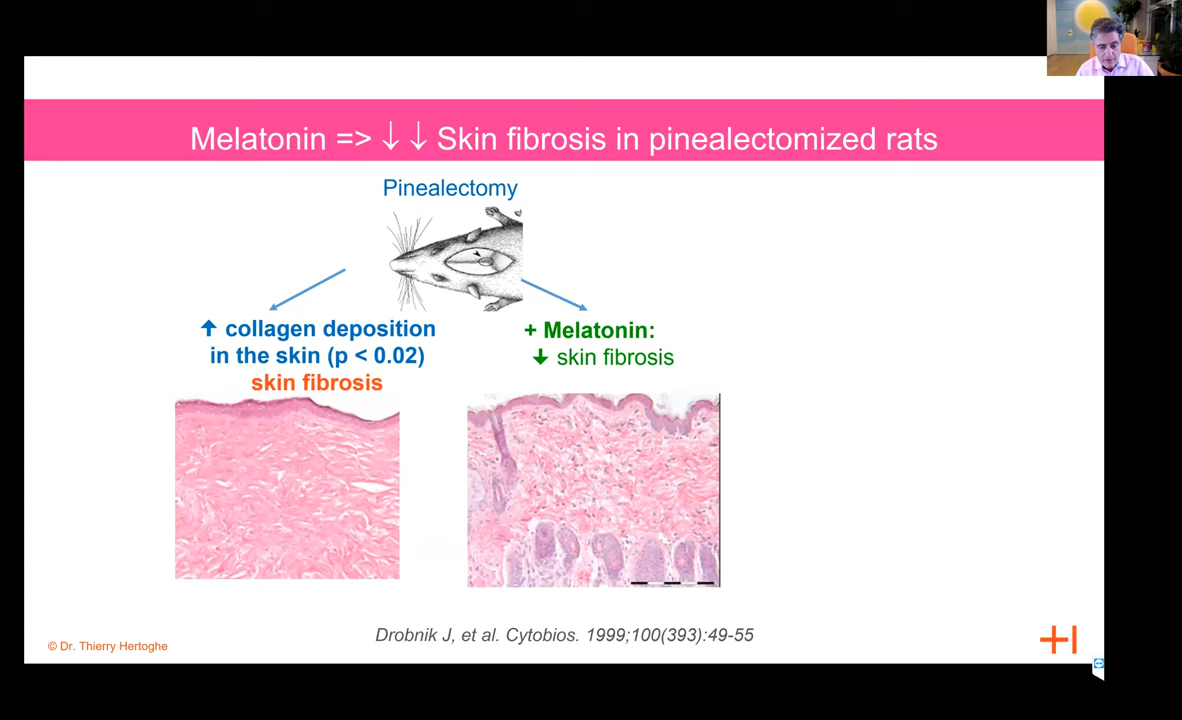 Melatonin => ↓↓ Skin fibrosis in pinealectomized rats
Pinealectomy
↑ collagen deposition
in the skin (p < 0.02)
skin fibrosis
+ Melatonin:
↓ skin fibrosis
Drobnik J, et al. Cytobios. 1999;100(393):49-55
© Dr. Thierry Hertoghe